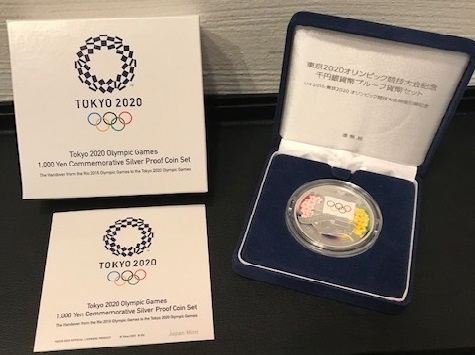 TOKYO 2020
Tokyo 2020 Olympic Games
1,000 Yen Commemorative Silver Proof Coin Set
The Handover from the Rio 2016 Olympic Games to the Tokyo 2020 Olympic Games
東京2020オリンピック競技大会記念
千円銀貨幣プルーフ貨幣セット
造幣局
TOKYO 2020
Tokyo 2020 Olympic Games
1,000 Yen Commemorative Silver Proof Coin Set
The Handover from the Rio 2016 Olympic Games to the Tokyo 2020 Olympic Games
Japan Mint